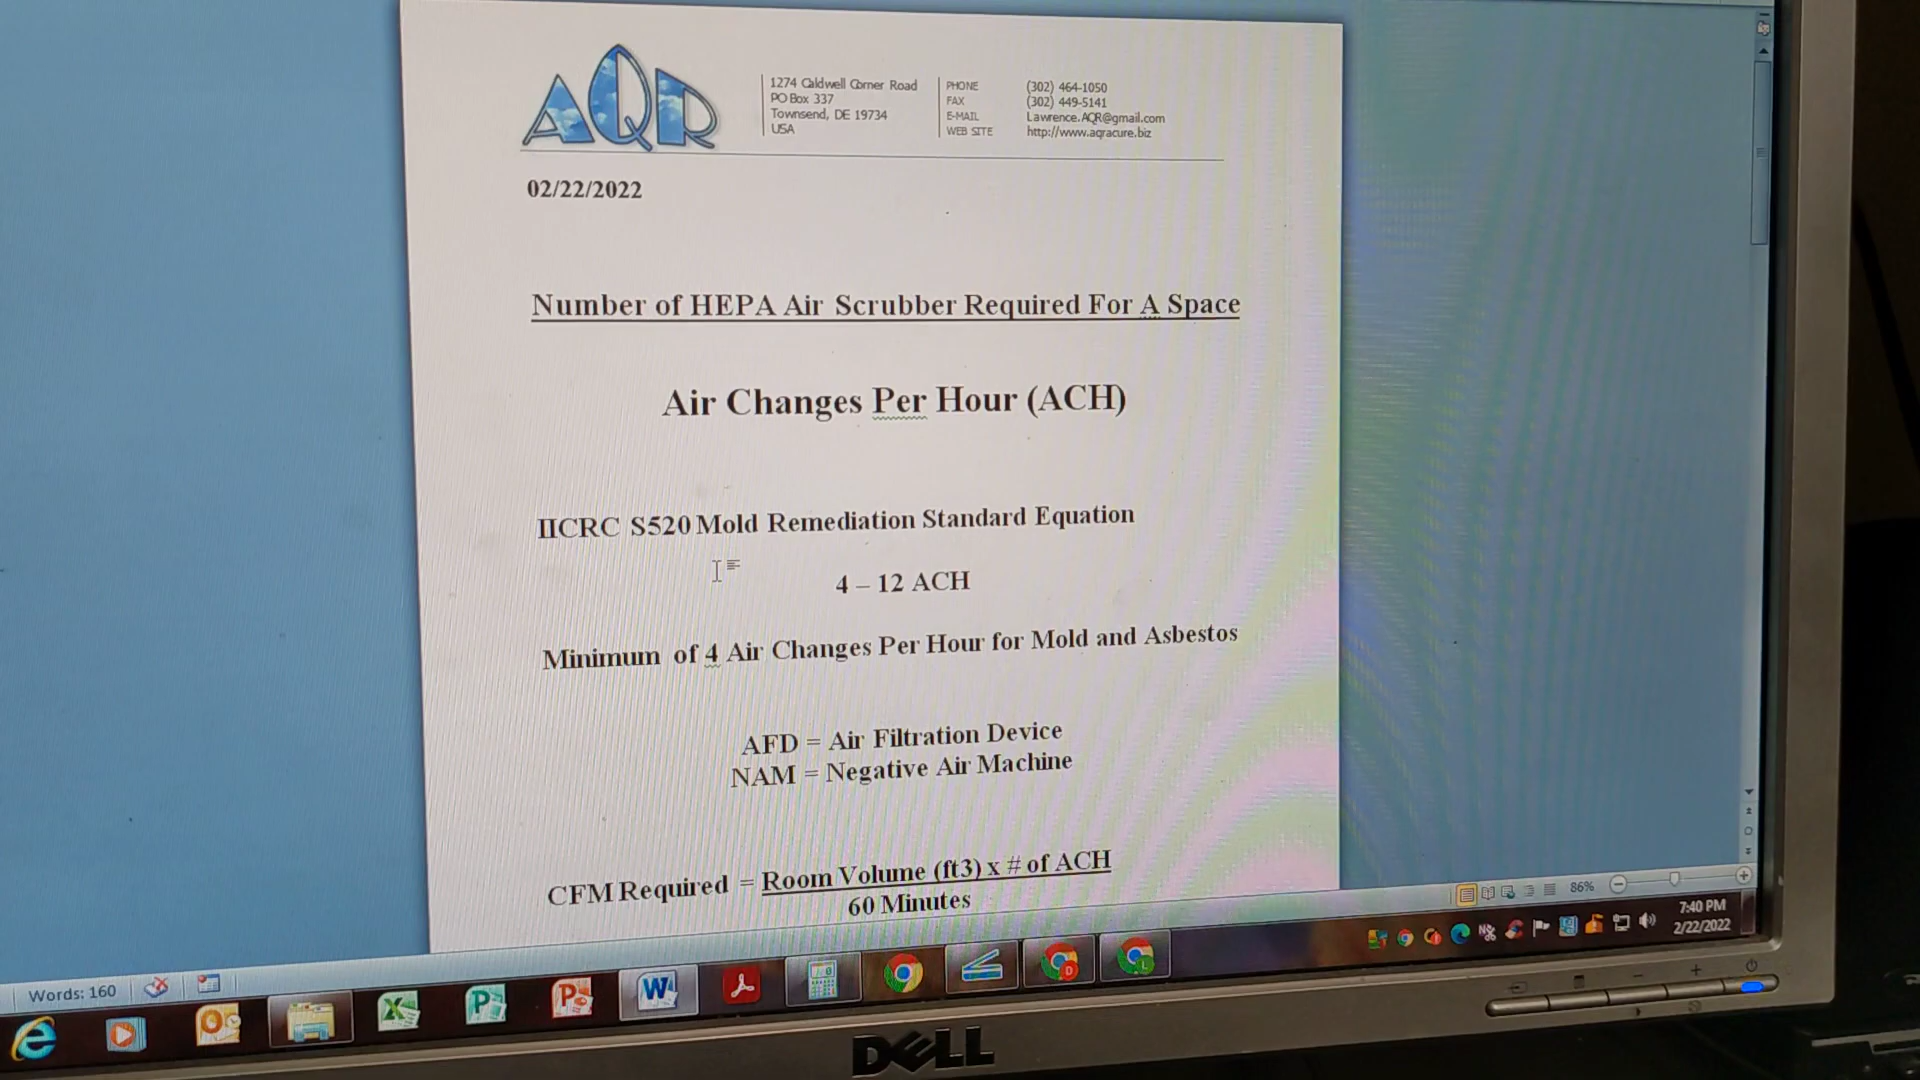 AQR
1274 Caldwell Corner Road
PO Box 337
Townsend, DE 19734
USA
PHONE (302) 464-1050
FAX (302) 449-5141
E-MAIL Lawrence.AQR@gmail.com
WEB SITE http://www.aqracure.biz
02/22/2022
Number of HEPA Air Scrubber Required For A Space
Air Changes Per Hour (ACH)
IICRC S520 Mold Remediation Standard Equation
4 – 12 ACH
Minimum of 4 Air Changes Per Hour for Mold and Asbestos
AFD = Air Filtration Device
NAM = Negative Air Machine
CFM Required = Room Volume (ft3) x # of ACH
60 Minutes
86%
7:40 PM
2/22/2022
Words: 160
DELL